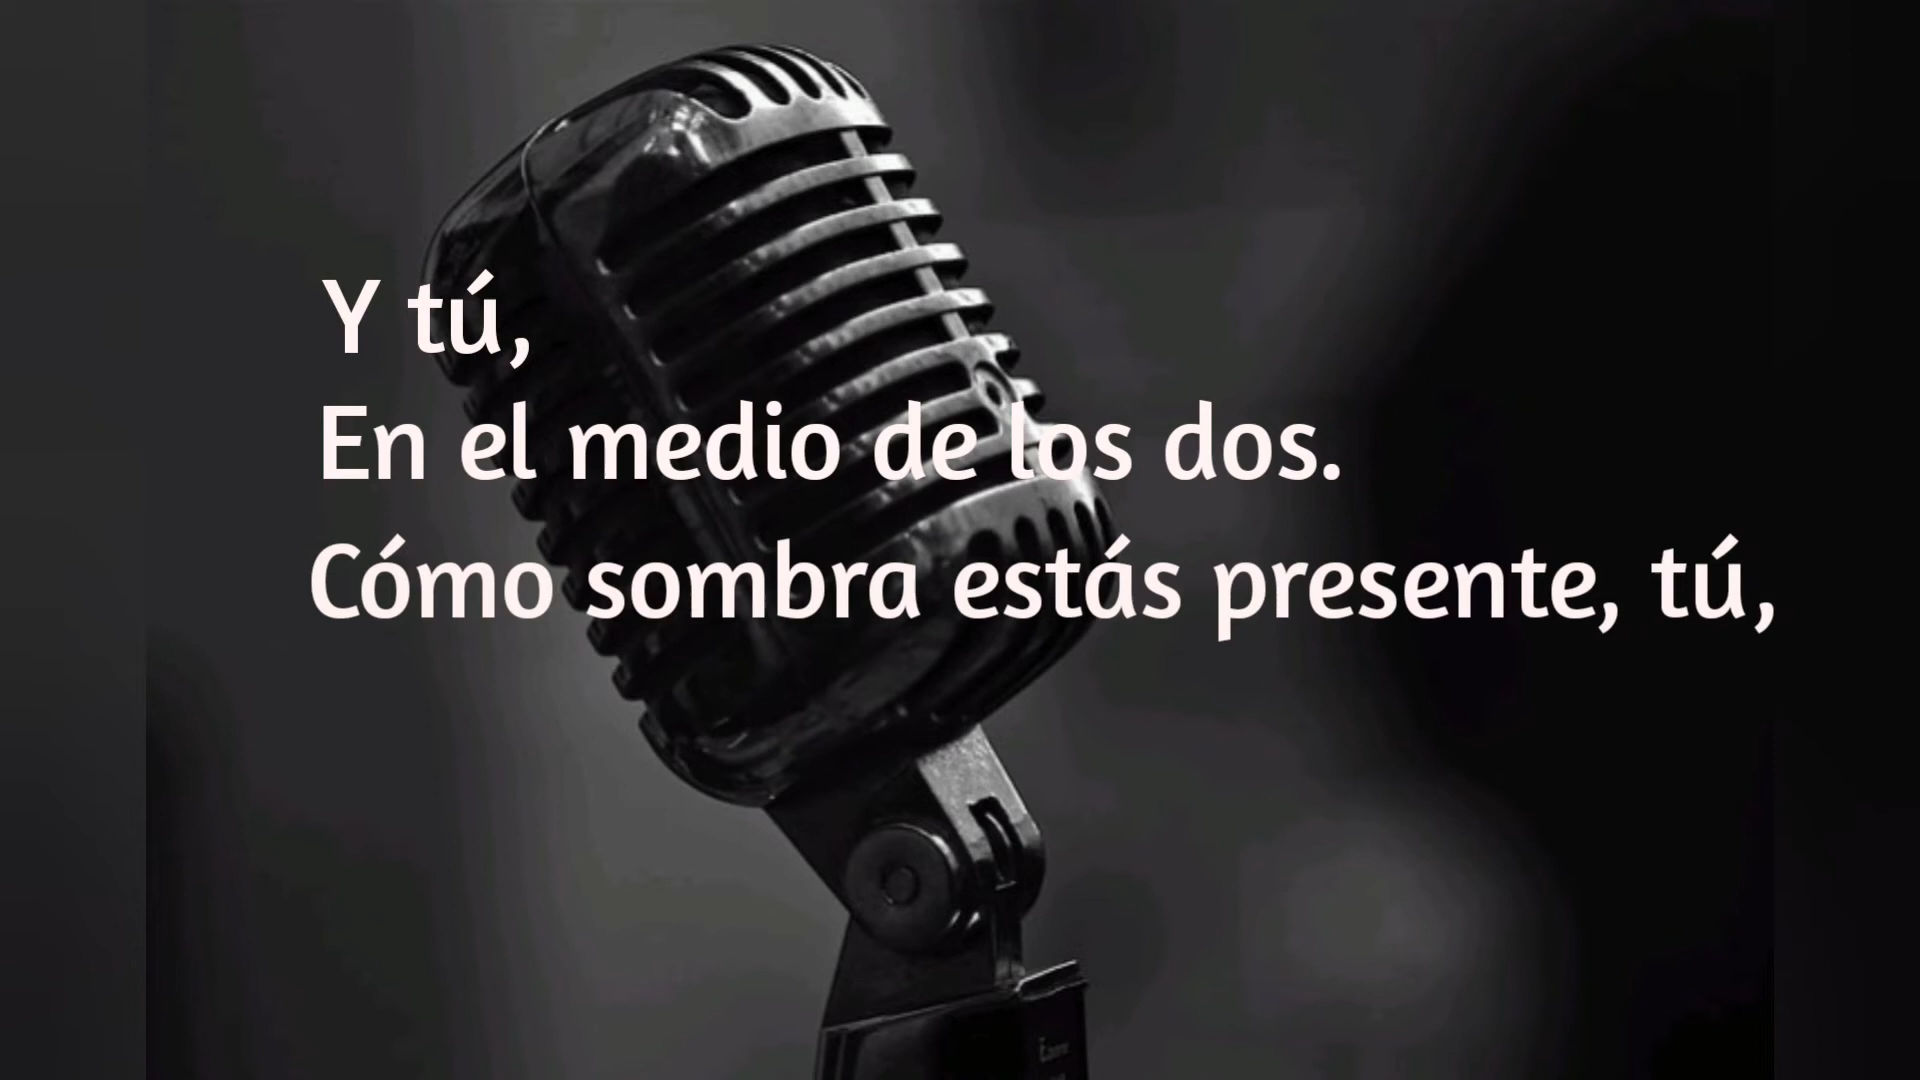 Y tú,
En el medio de los dos.
Cómo sombra estás presente, tú,